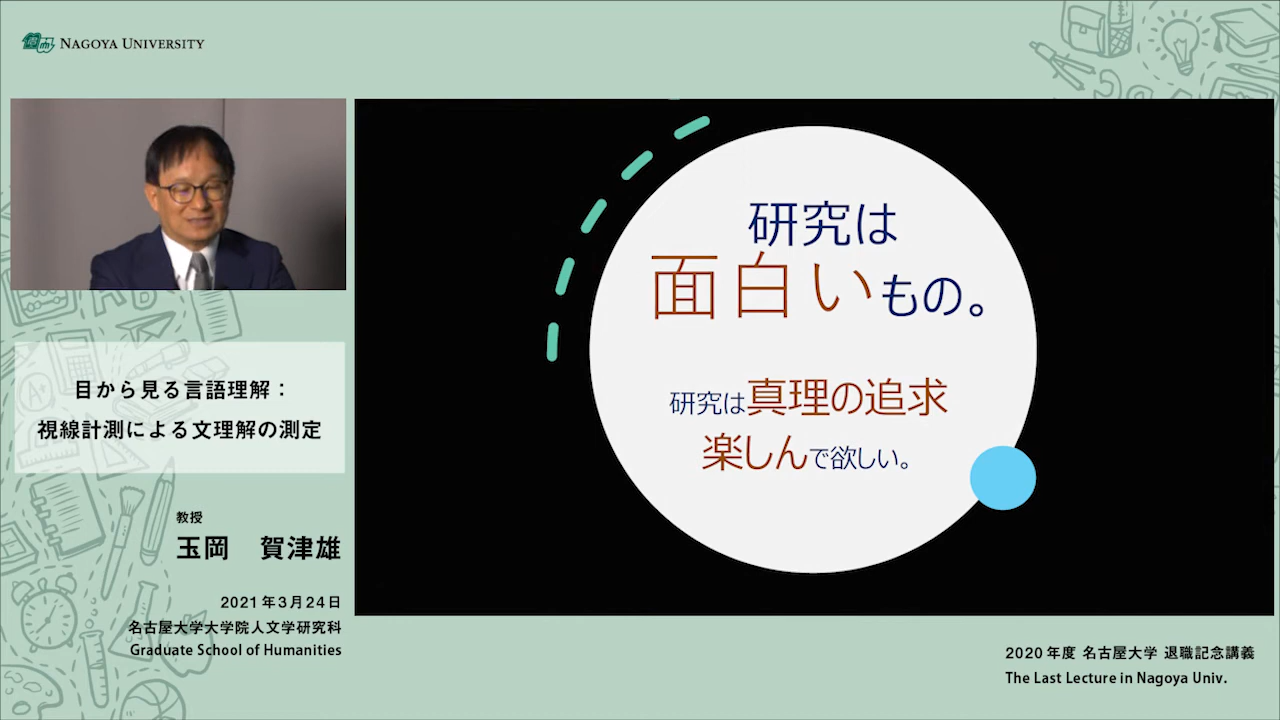 NAGOYA UNIVERSITY
研究は
面白いもの。
研究は真理の追求
楽しんで欲しい。
目から見る言語理解：
視線計測による文理解の測定
教授
玉岡　賀津雄
2021年3月24日
名古屋大学大学院人文学研究科
Graduate School of Humanities
2020年度 名古屋大学 退職記念講義
The Last Lecture in Nagoya Univ.